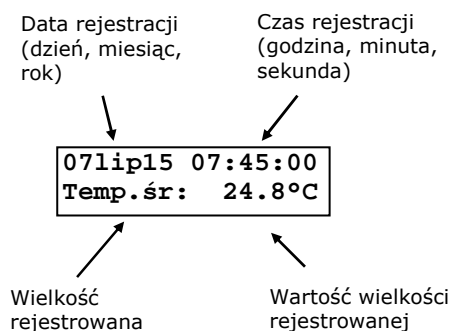 Data rejestracji
(dzień, miesiąc,
rok)
Czas rejestracji
(godzina, minuta,
sekunda)
07lip15 07:45:00
Temp.śr: 24.8ºC
Wielkość
rejestrowana
Wartość wielkości
rejestrowanej